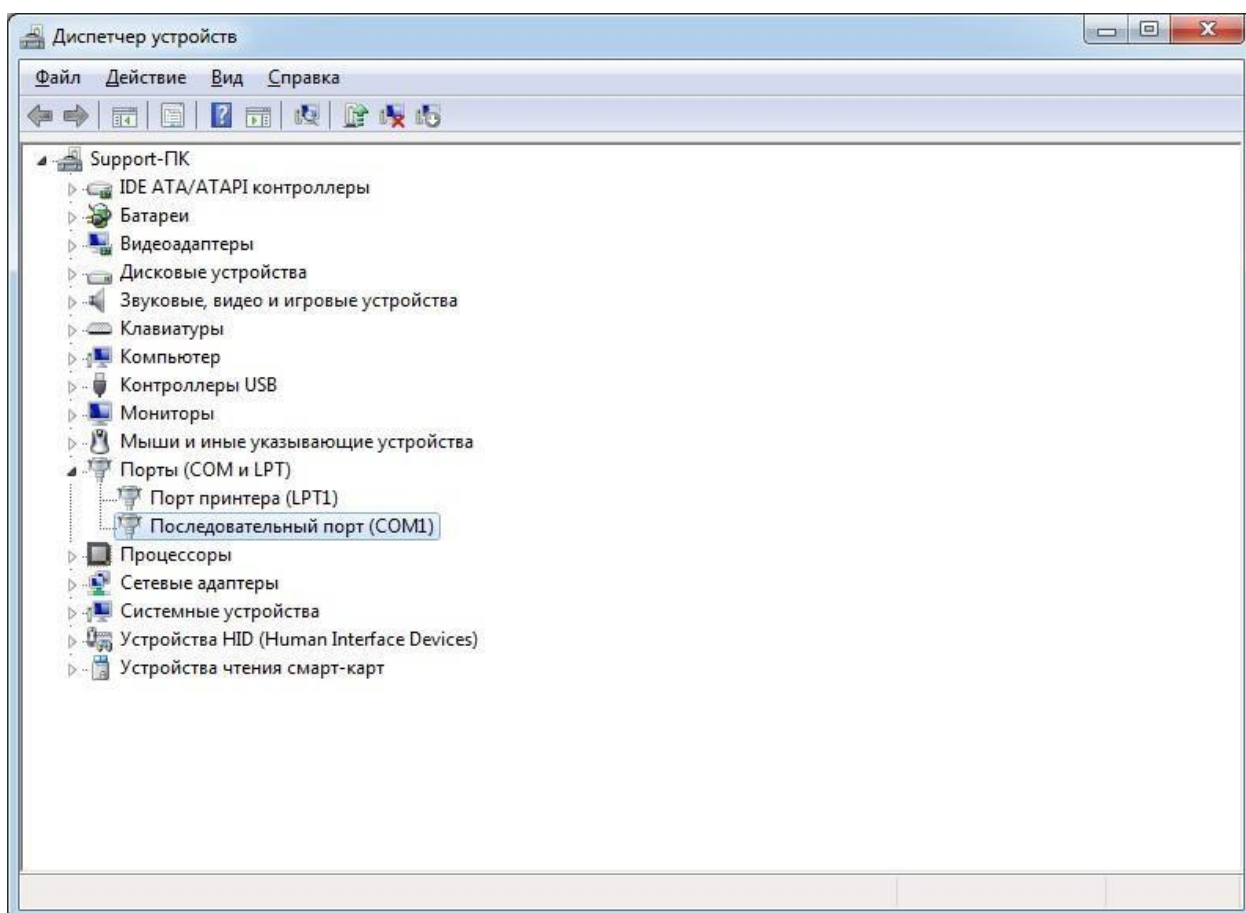 Диспетчер устройств
Файл Действие Вид Справка
Support-ПК
IDE ATA/ATAPI контроллеры
Батареи
Видеоадаптеры
Дисковые устройства
Звуковые, видео и игровые устройства
Клавиатуры
Компьютер
Контроллеры USB
Мониторы
Мыши и иные указывающие устройства
Порты (COM и LPT)
Порт принтера (LPT1)
Последовательный порт (COM1)
Процессоры
Сетевые адаптеры
Системные устройства
Устройства HID (Human Interface Devices)
Устройства чтения смарт-карт